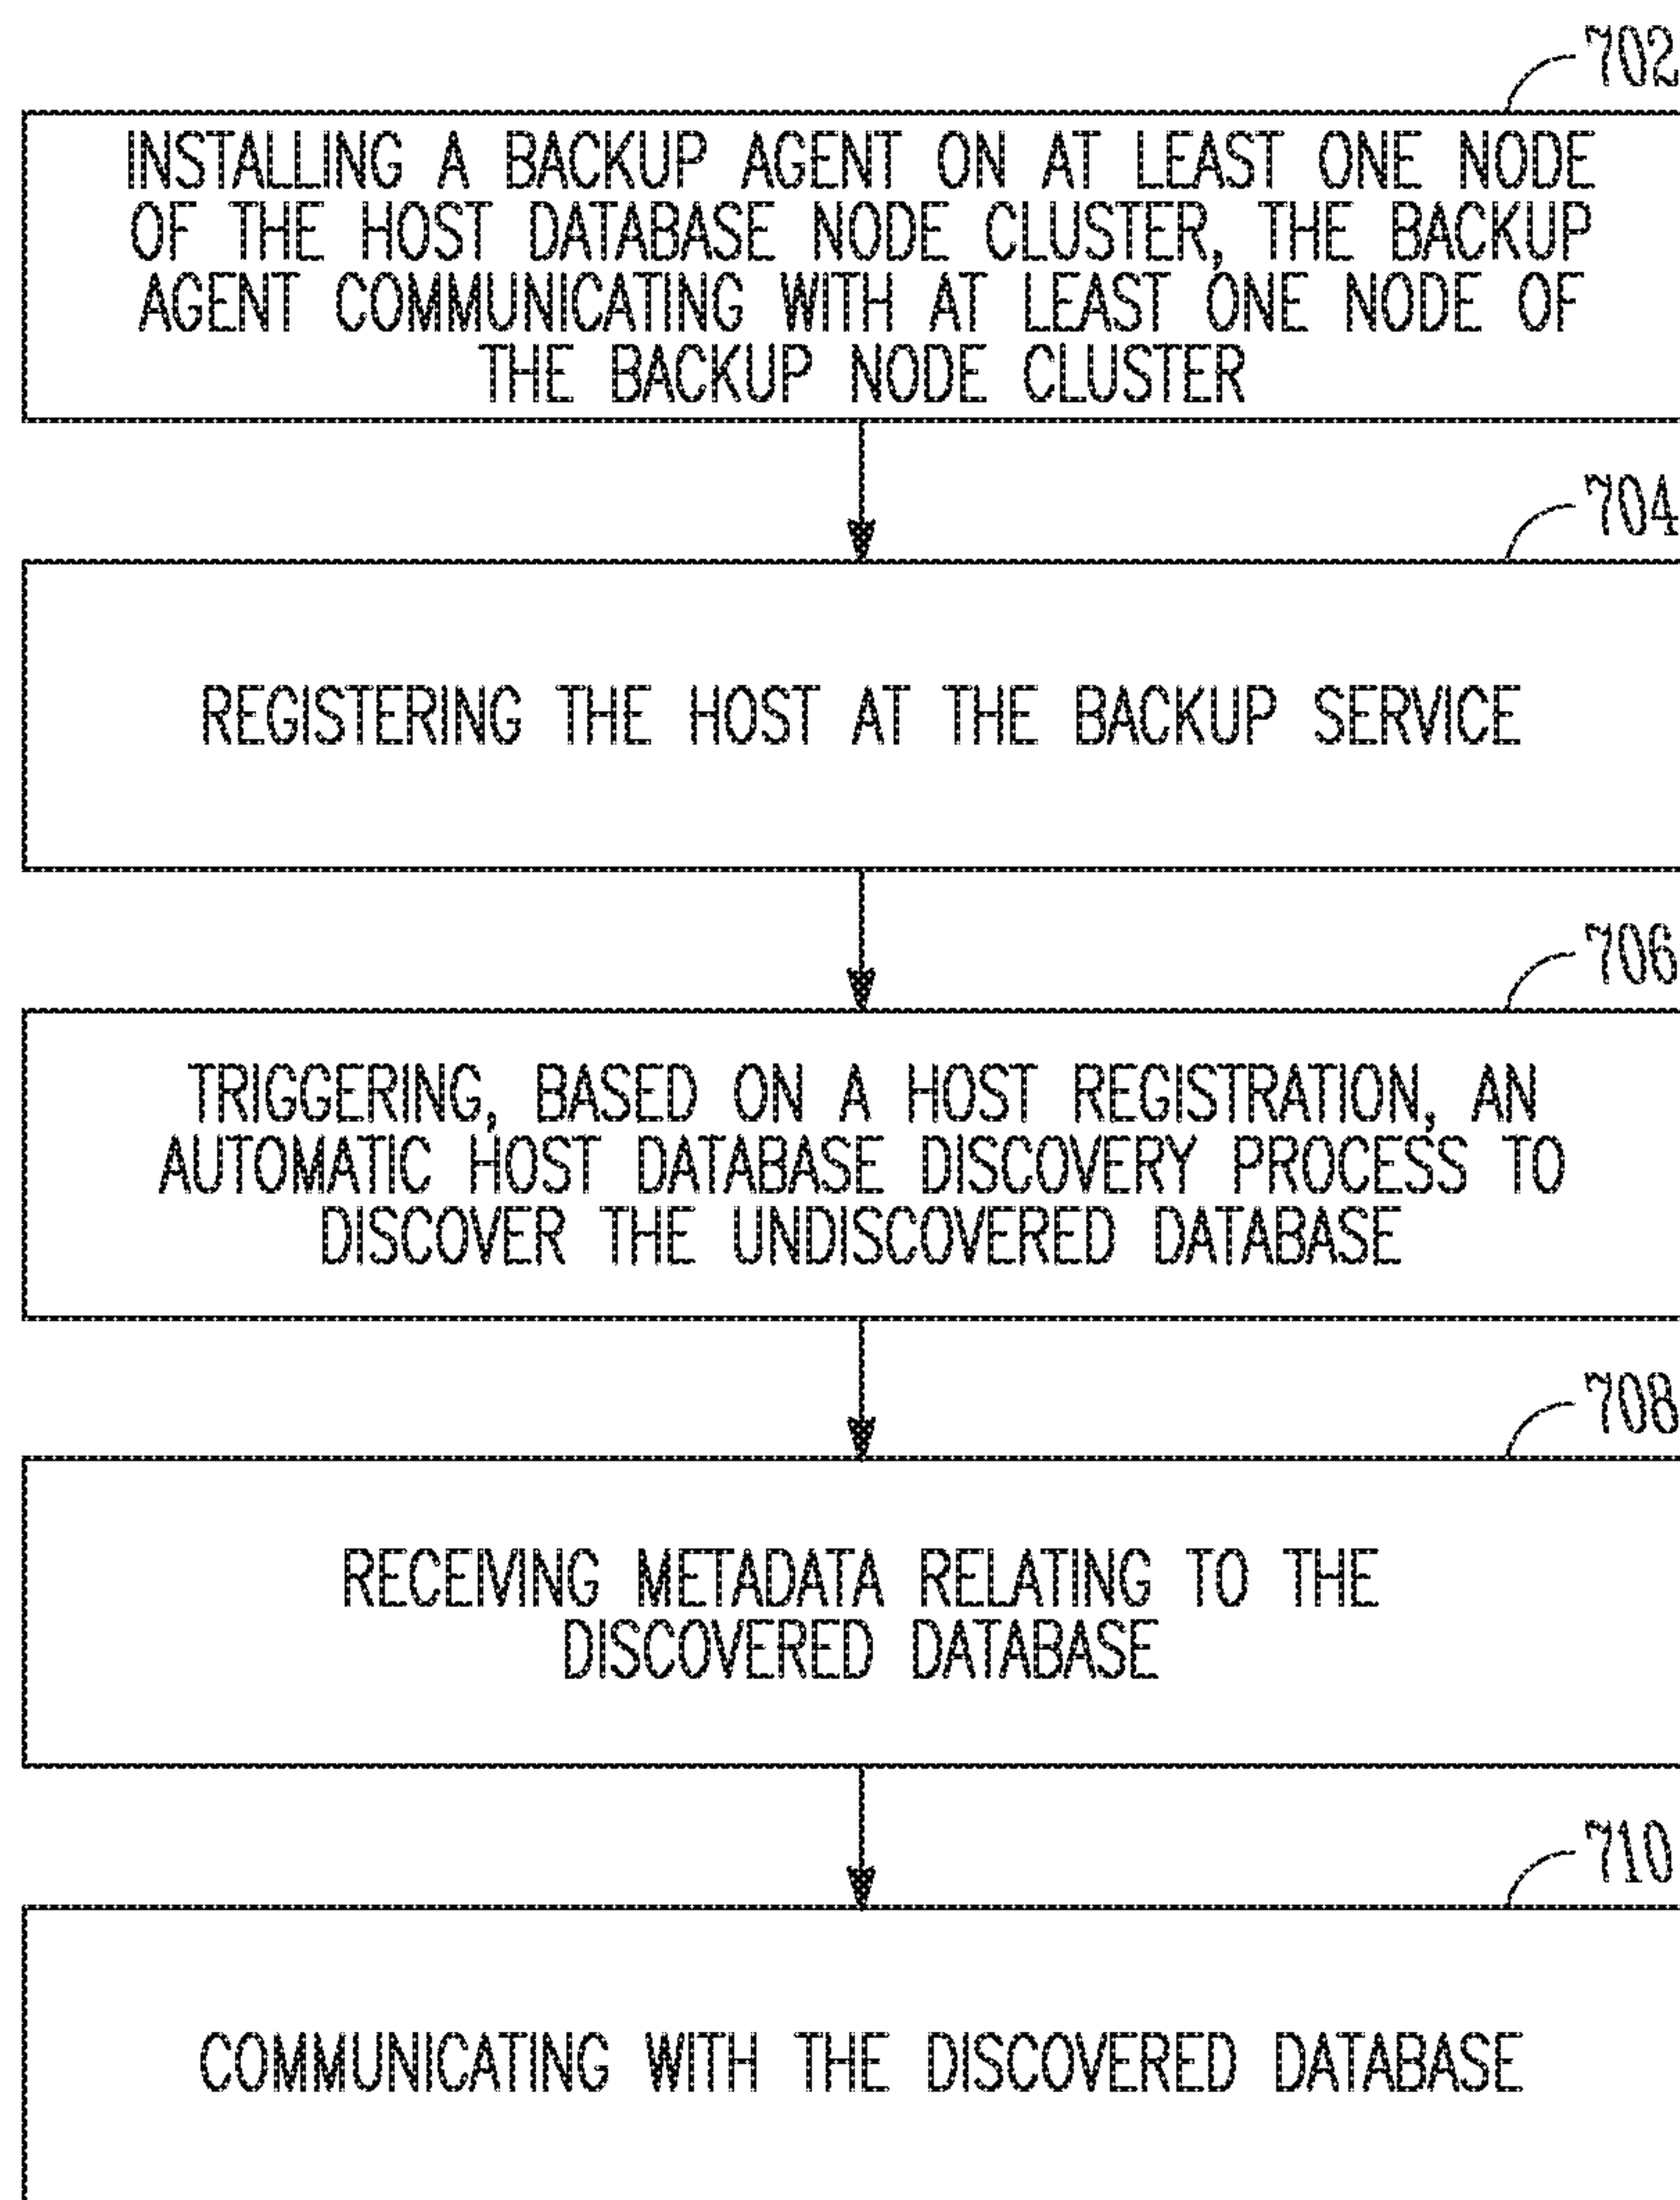 702
INSTALLING A BACKUP AGENT ON AT LEAST ONE NODE
OF THE HOST DATABASE NODE CLUSTER, THE BACKUP
AGENT COMMUNICATING WITH AT LEAST ONE NODE OF
THE BACKUP NODE CLUSTER
704
REGISTERING THE HOST AT THE BACKUP SERVICE
706
TRIGGERING, BASED ON A HOST REGISTRATION, AN
AUTOMATIC HOST DATABASE DISCOVERY PROCESS TO
DISCOVER THE UNDISCOVERED DATABASE
708
RECEIVING METADATA RELATING TO THE
DISCOVERED DATABASE
710
COMMUNICATING WITH THE DISCOVERED DATABASE